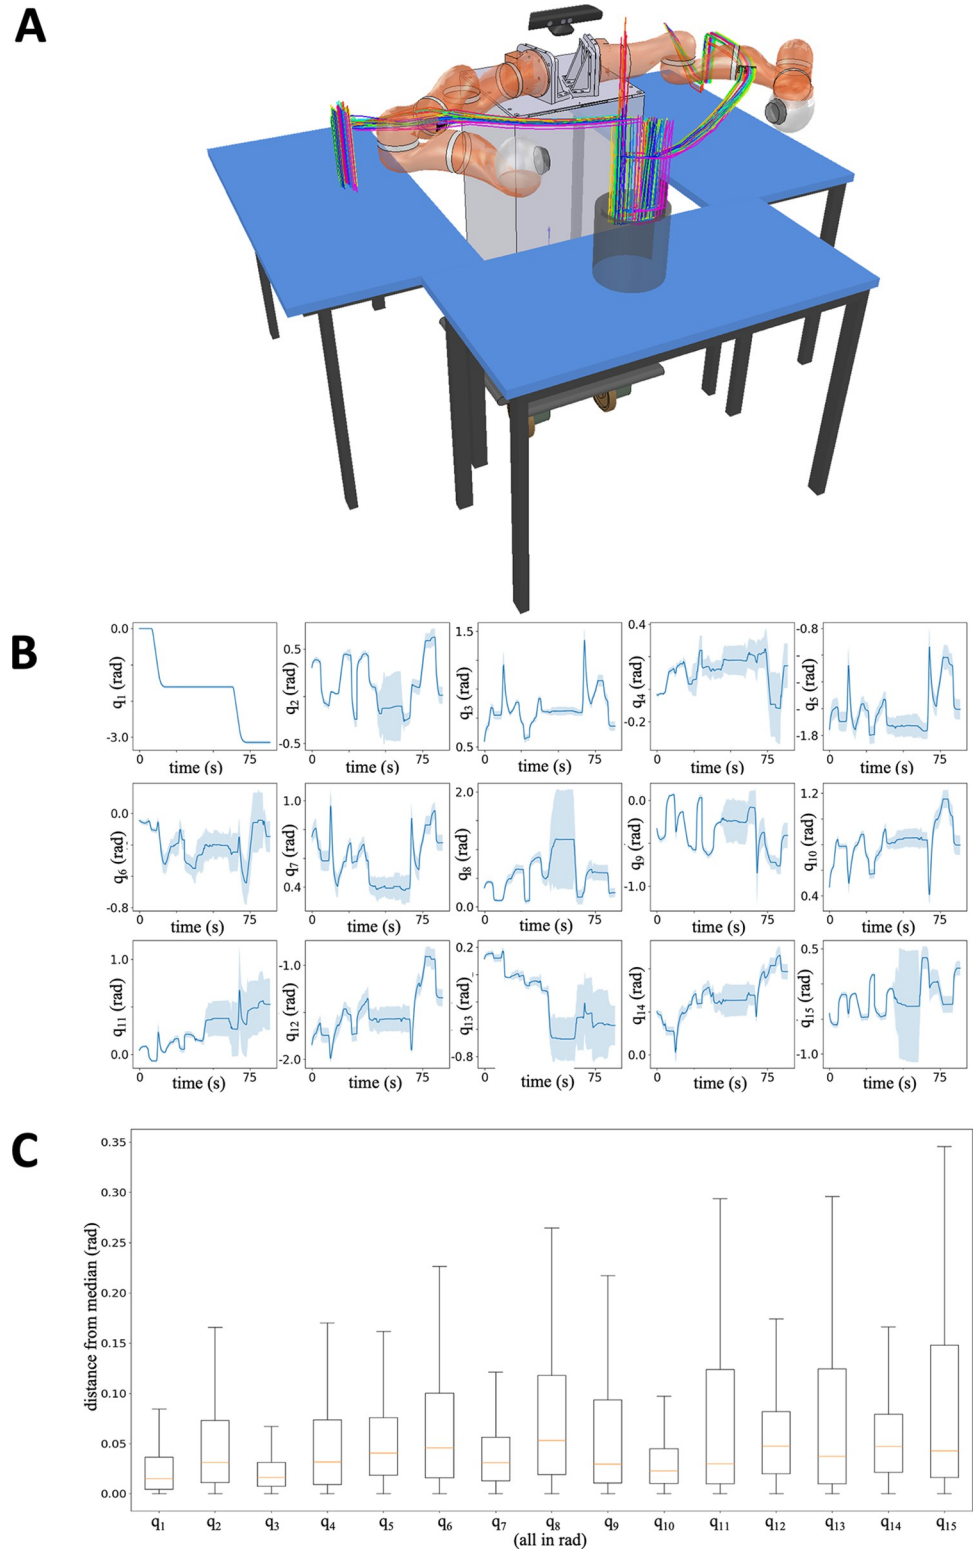 A
B
0.0
-3.0
q1 (rad)
0 75
time (s)
0.5
-0.5
q2 (rad)
0 75
time (s)
1.5
0.5
q3 (rad)
0 75
time (s)
0.4
-0.2
q4 (rad)
0 75
time (s)
-0.8
-1.8
q5 (rad)
0 75
time (s)
0.0
-0.8
q6 (rad)
0 75
time (s)
1.0
0.4
q7 (rad)
0 75
time (s)
2.0
0.0
q8 (rad)
0 75
time (s)
0.0
-1.0
q9 (rad)
0 75
time (s)
1.2
0.4
q10 (rad)
0 75
time (s)
1.0
0.0
q11 (rad)
0 75
time (s)
-1.0
-2.0
q12 (rad)
0 75
time (s)
0.2
-0.8
q13 (rad)
75
time (s)
0.0
q14 (rad)
0 75
time (s)
0.5
-1.0
q15 (rad)
0 75
time (s)
C
distance from median (rad)
0.35
0.30
0.25
0.20
0.15
0.10
0.05
0.00
q1 q2 q3 q4 q5 q6 q7 q8 q9 q10 q11 q12 q13 q14 q15
(all in rad)